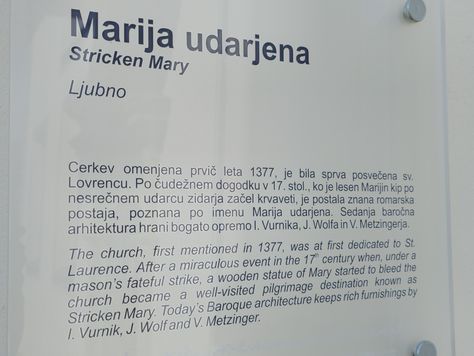 Marija udarjena
Stricken Mary
Ljubno
Cerkev omenjena prvič leta 1377, je bila sprva posvečena sv.
Lovrencu. Po čudežnem dogodku v 17. stol., ko je lesen Marijin kip po
nesrečnem udarcu zidarja začel krvaveti, je postala znana romarska
postaja, poznana po imenu Marija udarjena. Sedanja baročna
arhitektura hrani bogato opremo I. Vurnika, J. Wolfa in V. Metzingerja.
The church, first mentioned in 1377, was at first dedicated to St.
Laurence. After a miraculous event in the 17th century when, under a
mason's fateful strike, a wooden statue of Mary started to bleed the
church became a well-visited pilgrimage destination known as
Stricken Mary. Today's Baroque architecture keeps rich furnishings by
I. Vurnik, J. Wolf and V. Metzinger.